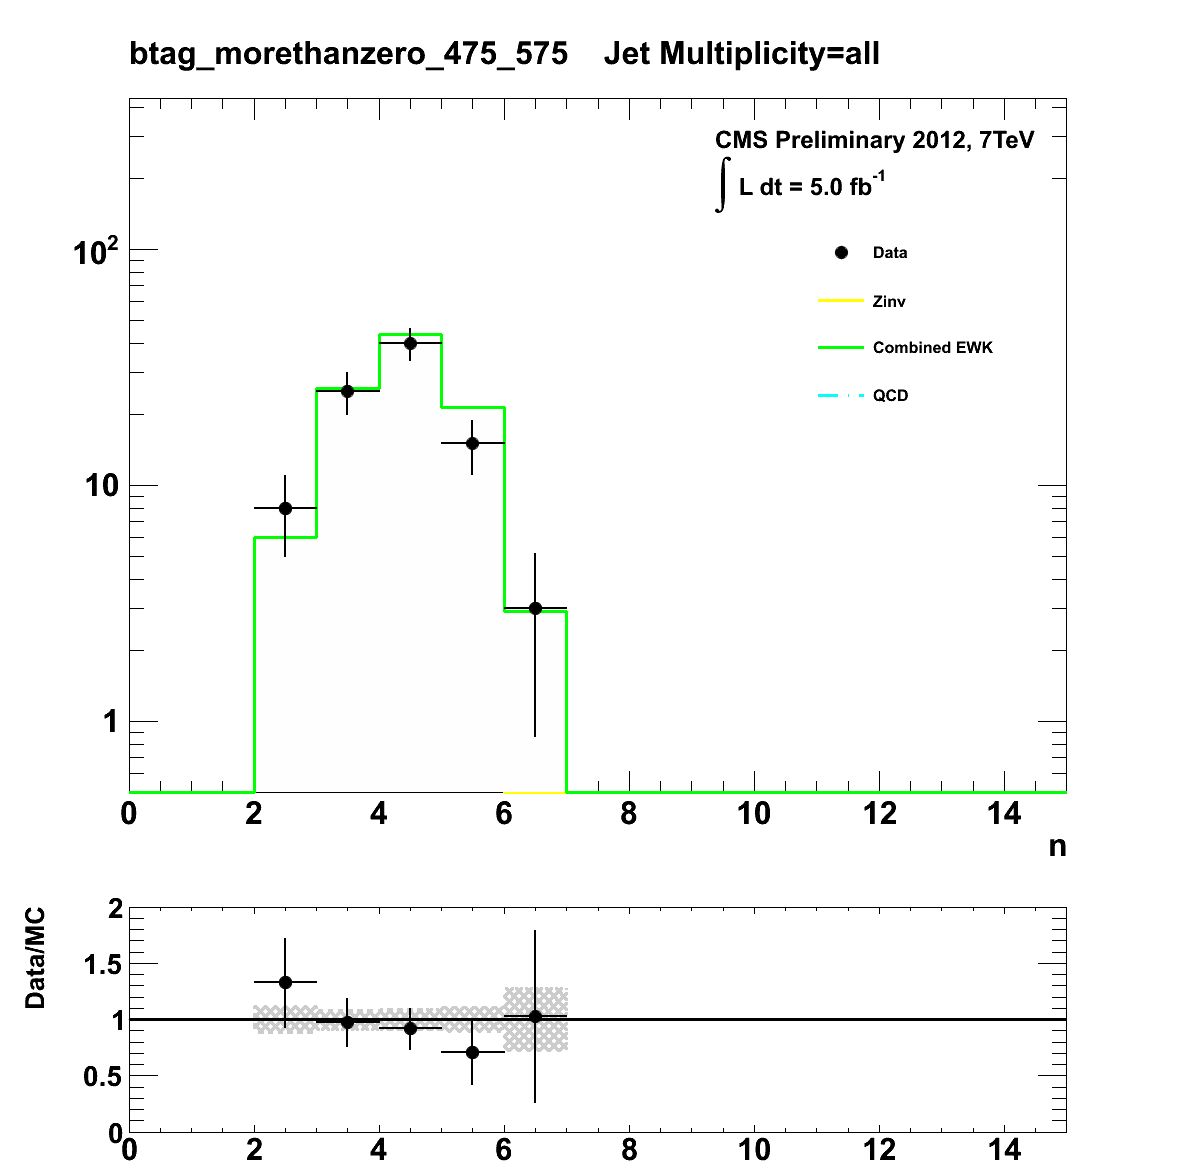 btag_morethanzero_475_575 Jet Multiplicity=all
CMS Preliminary 2012, 7TeV
∫ L dt = 5.0 fb⁻¹
Data
Zinv
Combined EWK
QCD
10²
10
1
0 2 4 6 8 10 12 14
n
Data/MC
2
1.5
1
0.5
0
0 2 4 6 8 10 12 14